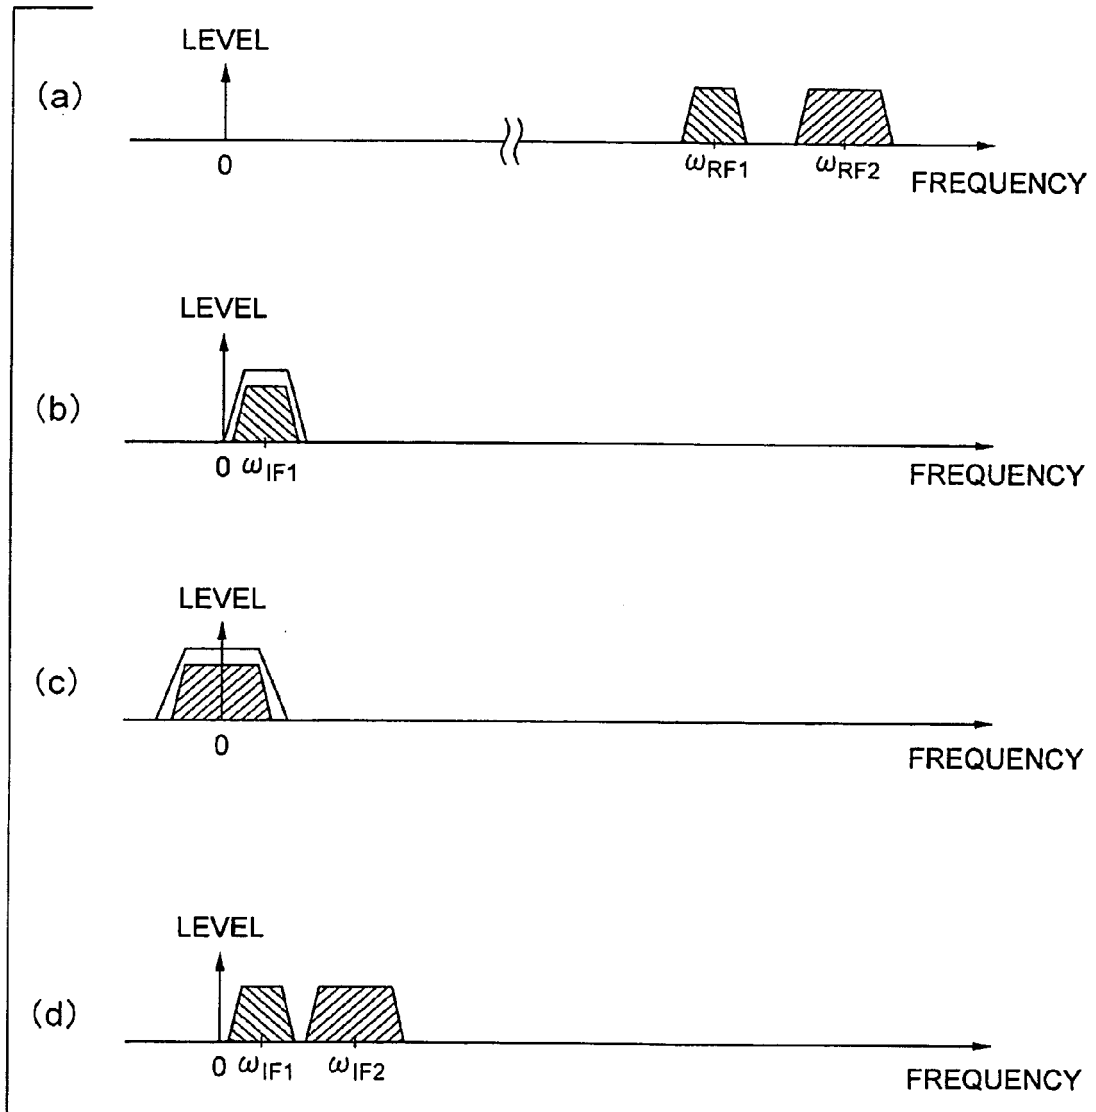 (a)
LEVEL
0
ωRF1
ωRF2
FREQUENCY
(b)
LEVEL
0
ωIF1
FREQUENCY
(c)
LEVEL
0
FREQUENCY
(d)
LEVEL
0
ωIF1
ωIF2
FREQUENCY